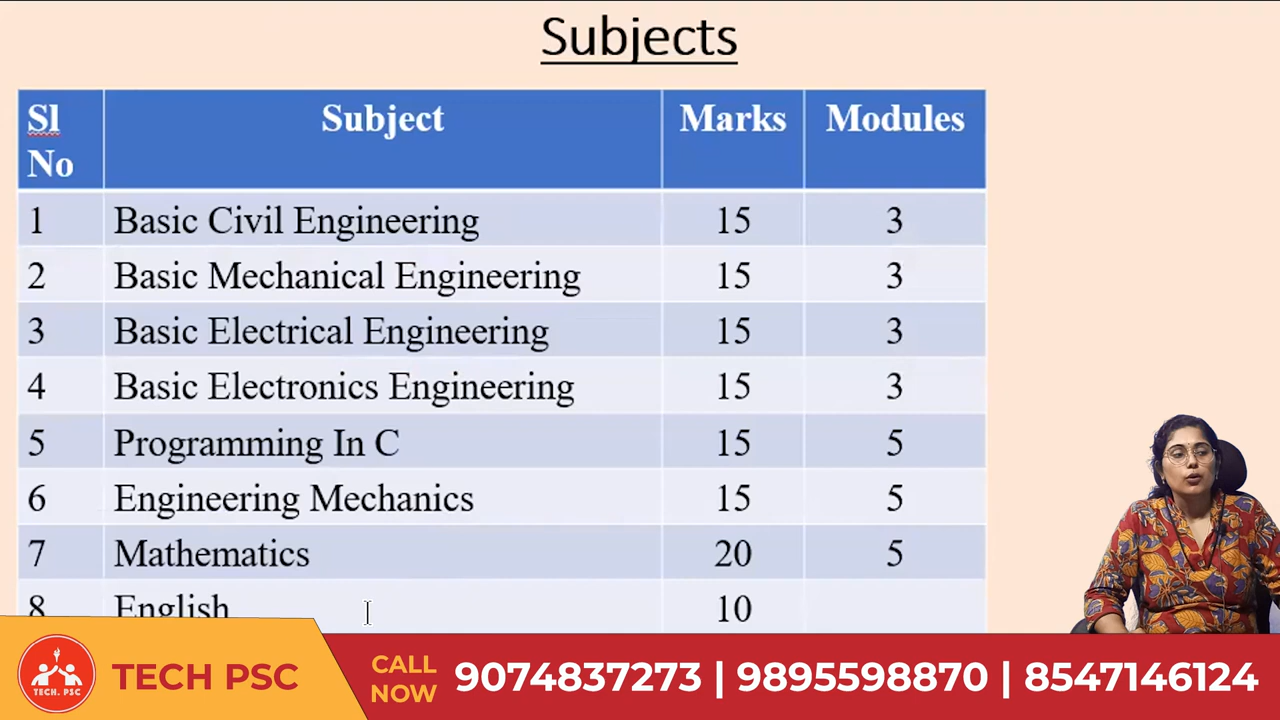 Subjects
Sl No Subject Marks Modules
1 Basic Civil Engineering 15 3
2 Basic Mechanical Engineering 15 3
3 Basic Electrical Engineering 15 3
4 Basic Electronics Engineering 15 3
5 Programming In C 15 5
6 Engineering Mechanics 15 5
7 Mathematics 20 5
8 English 10
TECH. PSC
TECH PSC
CALL NOW
9074837273 | 9895598870 | 8547146124